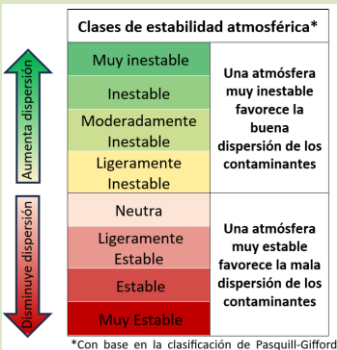 Clases de estabilidad atmosférica*
Aumenta dispersión
Muy inestable
Inestable
Moderadamente
Inestable
Ligeramente
Inestable
Una atmósfera
muy inestable
favorece la
buena
dispersión de los
contaminantes
Disminuye dispersión
Neutra
Ligeramente
Estable
Estable
Muy Estable
Una atmósfera
muy estable
favorece la mala
dispersión de los
contaminantes
*Con base en la clasificación de Pasquill-Gifford